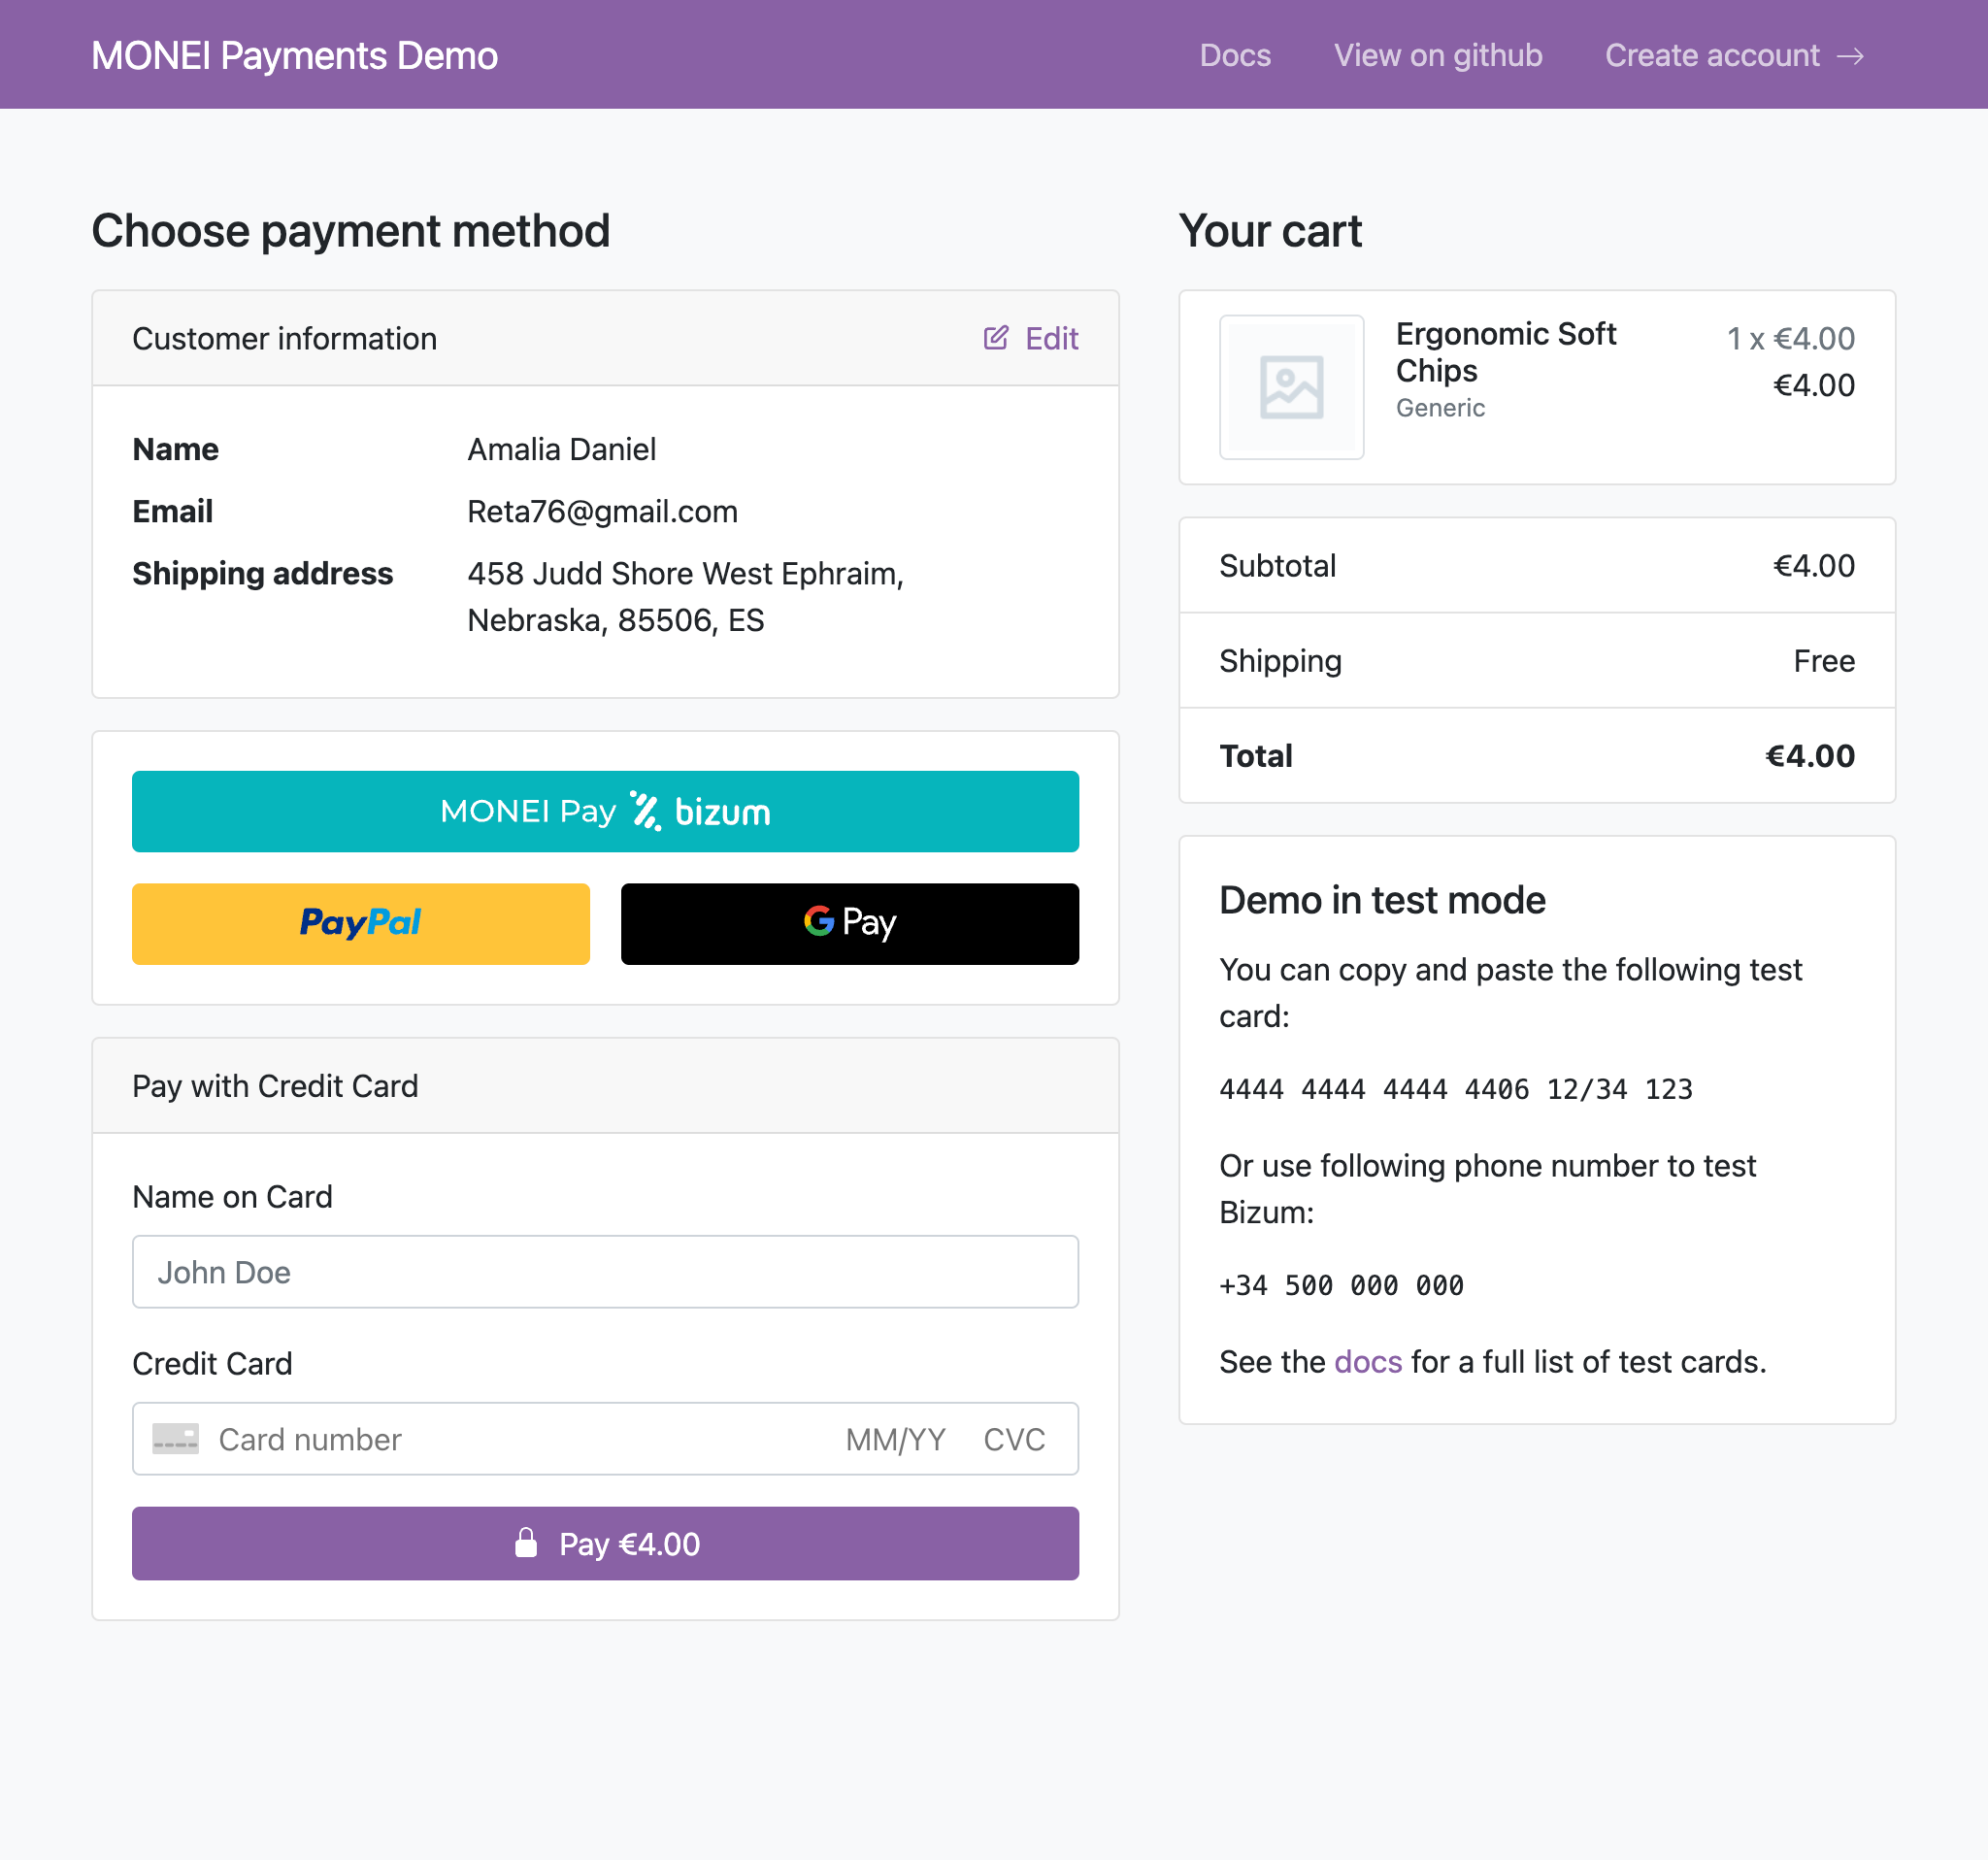 MONEI Payments Demo
Docs
View on github
Create account →
Choose payment method
Customer information
Edit
Name
Amalia Daniel
Email
Reta76@gmail.com
Shipping address
458 Judd Shore West Ephraim,
Nebraska, 85506, ES
MONEI Pay bizum
PayPal
G Pay
Pay with Credit Card
Name on Card
John Doe
Credit Card
Card number
MM/YY
CVC
Pay €4.00
Your cart
Ergonomic Soft
Chips
Generic
1 x €4.00
€4.00
Subtotal
€4.00
Shipping
Free
Total
€4.00
Demo in test mode
You can copy and paste the following test
card:
4444 4444 4444 4406 12/34 123
Or use following phone number to test
Bizum:
+34 500 000 000
See the docs for a full list of test cards.